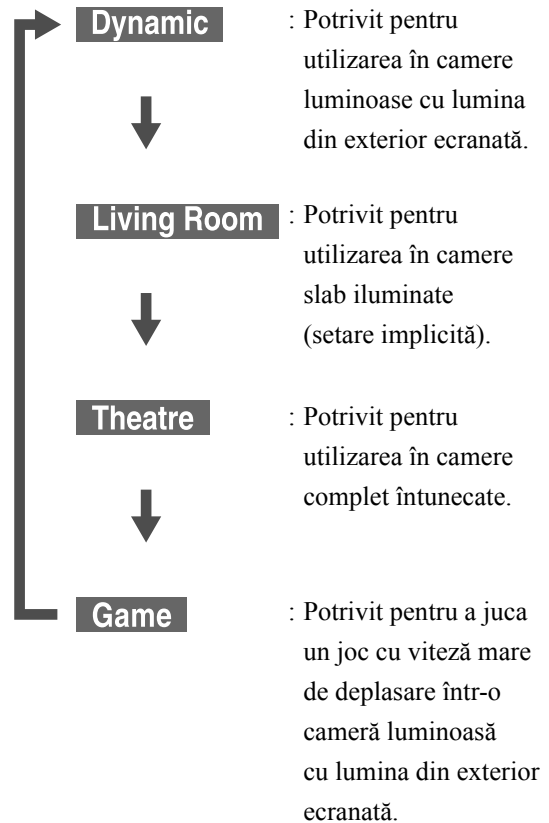 Dynamic : Potrivit pentru
utilizarea în camere
luminoase cu lumina
din exterior ecranată.
Living Room : Potrivit pentru
utilizarea în camere
slab iluminate
(setare implicită).
Theatre : Potrivit pentru
utilizarea în camere
complet întunecate.
Game : Potrivit pentru a juca
un joc cu viteză mare
de deplasare într-o
cameră luminoasă
cu lumina din exterior
ecranată.